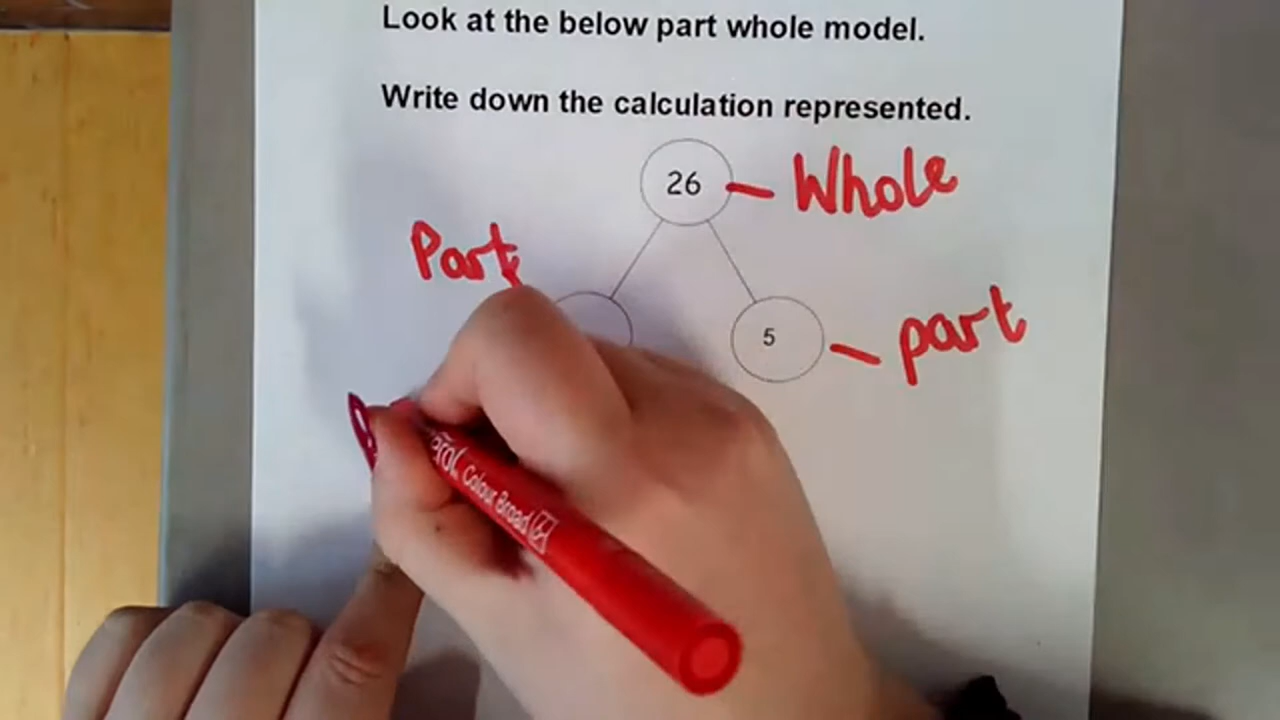 Look at the below part whole model.
Write down the calculation represented.
26 - Whole
Part
5 - part
Colour Broad